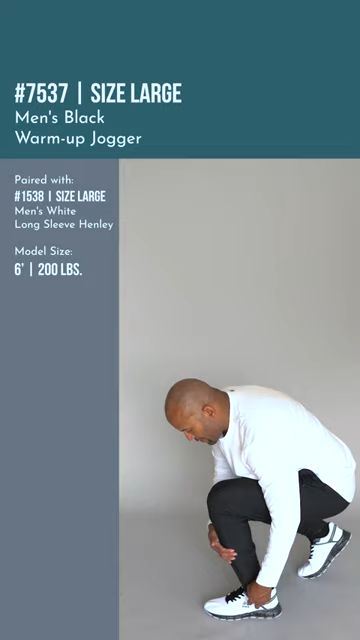 #7537 | SIZE LARGE
Men's Black
Warm-up Jogger
Paired with:
#1538 | SIZE LARGE
Men's White
Long Sleeve Henley
Model Size:
6' | 200 LBS.